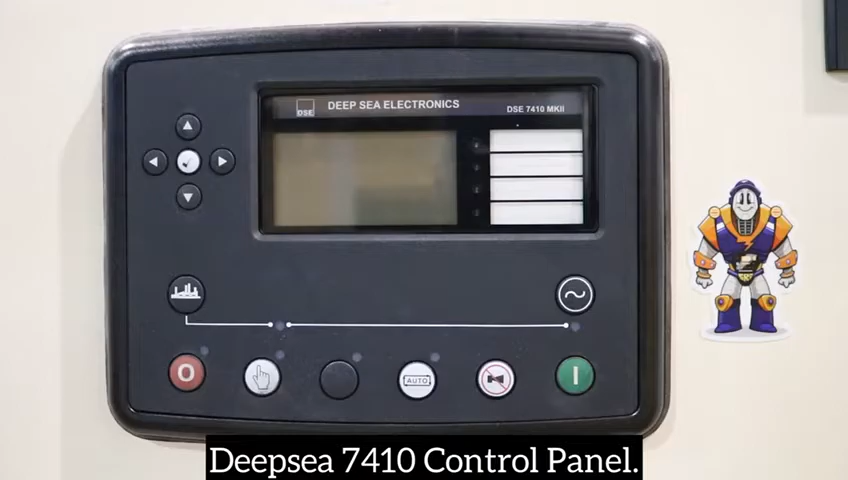 DSE
DEEP SEA ELECTRONICS
DSE 7410 MKII
O
AUTO
I
Deepsea 7410 Control Panel.